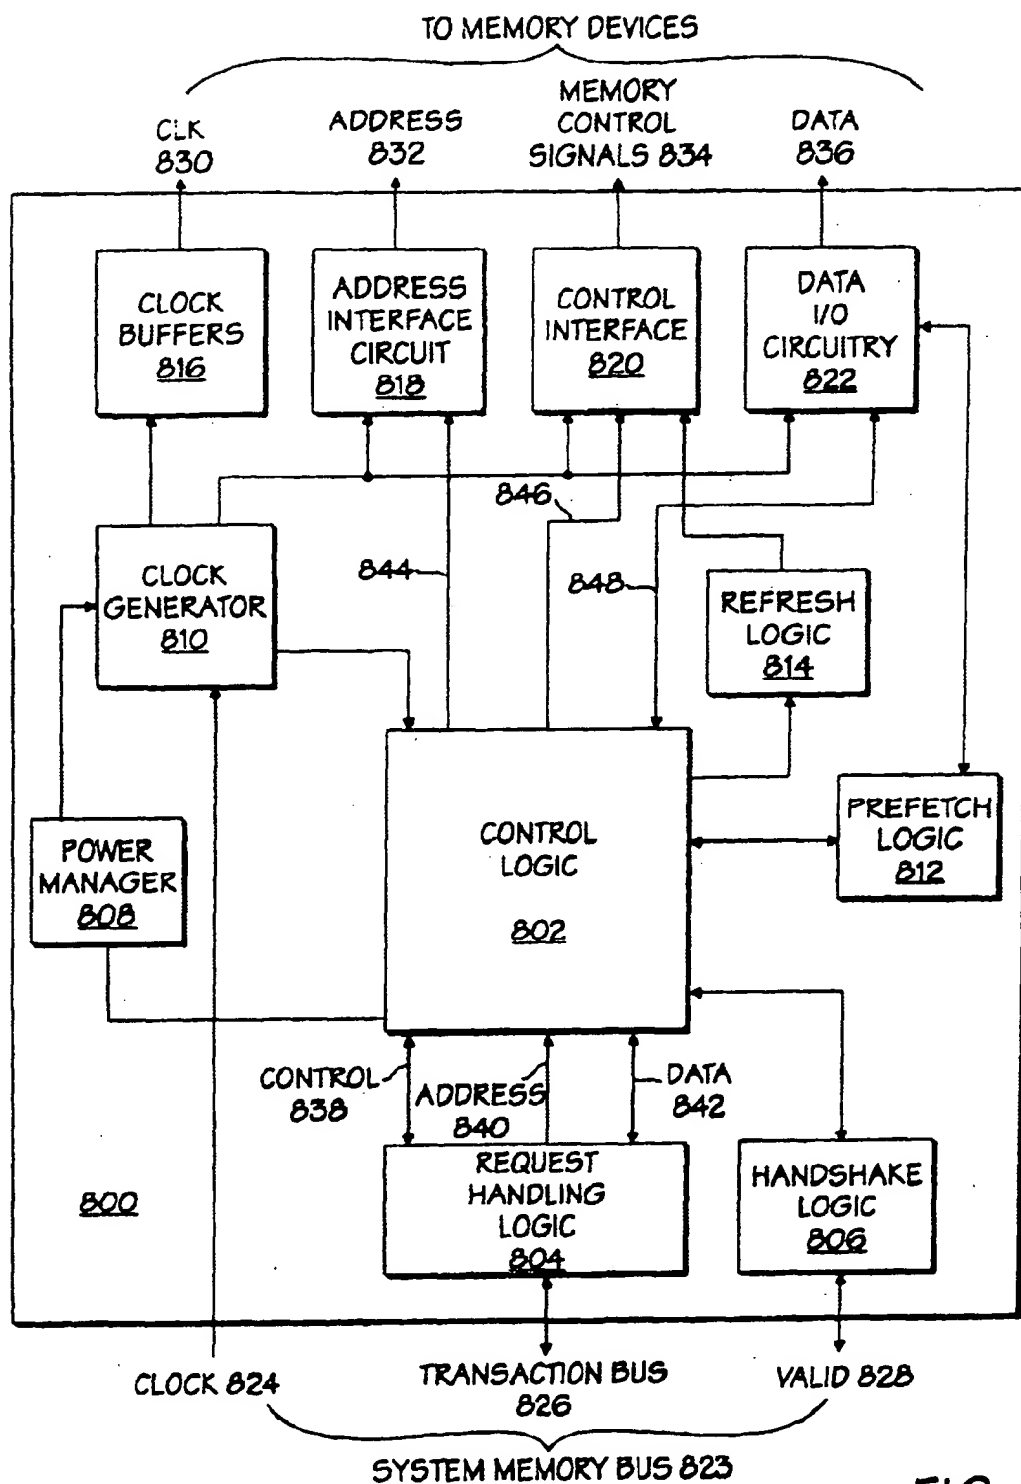 TO MEMORY DEVICES
CLK
830
ADDRESS
832
MEMORY
CONTROL
SIGNALS 834
DATA
836
CLOCK
BUFFERS
816
ADDRESS
INTERFACE
CIRCUIT
818
CONTROL
INTERFACE
820
DATA
I/O
CIRCUITRY
822
846
844
848
CLOCK
GENERATOR
810
REFRESH
LOGIC
814
POWER
MANAGER
808
CONTROL
LOGIC
802
PREFETCH
LOGIC
812
CONTROL
838
ADDRESS
840
DATA
842
800
REQUEST
HANDLING
LOGIC
804
HANDSHAKE
LOGIC
806
CLOCK 824
TRANSACTION BUS
826
VALID 828
SYSTEM MEMORY BUS 823